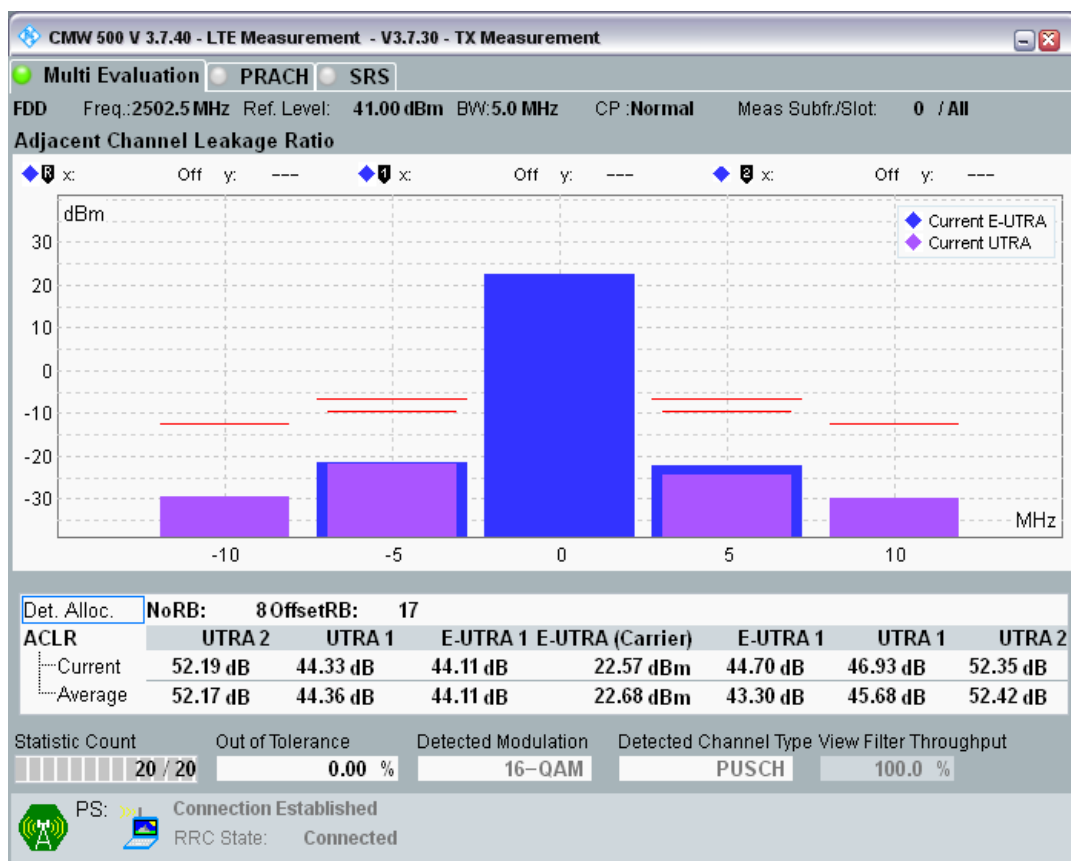 CMW 500 V 3.7.40 - LTE Measurement - V3.7.30 - TX Measurement
Multi Evaluation PRACH SRS
FDD Freq.:2502.5 MHz Ref. Level: 41.00 dBm BW:5.0 MHz CP :Normal Meas Subfr./Slot: 0 / All
Adjacent Channel Leakage Ratio
R x: Off y: --- 1 x: Off y: --- 2 x: Off y: ---
dBm
Current E-UTRA
Current UTRA
30
20
10
0
-10
-20
-30
MHz
-10 -5 0 5 10
Det. Alloc. NoRB: 8 OffsetRB: 17
ACLR UTRA 2 UTRA 1 E-UTRA 1 E-UTRA (Carrier) E-UTRA 1 UTRA 1 UTRA 2
Current 52.19 dB 44.33 dB 44.11 dB 22.57 dBm 44.70 dB 46.93 dB 52.35 dB
Average 52.17 dB 44.36 dB 44.11 dB 22.68 dBm 43.30 dB 45.68 dB 52.42 dB
Statistic Count Out of Tolerance Detected Modulation Detected Channel Type View Filter Throughput
20 / 20 0.00 % 16-QAM PUSCH 100.0 %
PS: Connection Established
RRC State: Connected